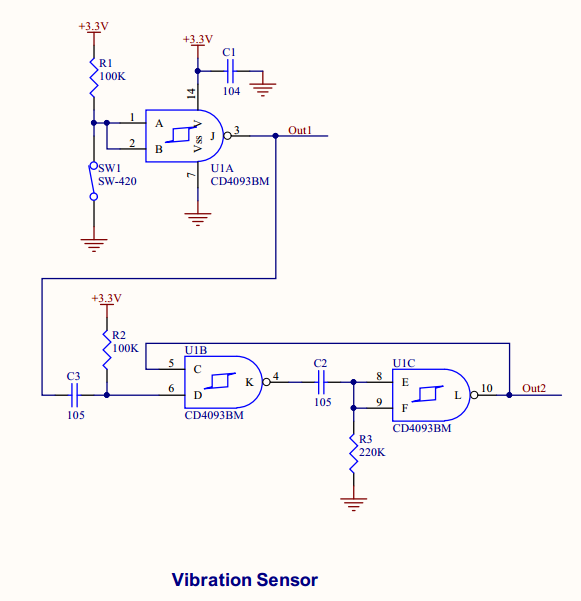 +3.3V
+3.3V
R1
100K
C1
104
14
1
A
2
B
J
3
Out1
V
Vss
7
SW1
SW-420
U1A
CD4093BM
+3.3V
R2
100K
C3
105
U1B
5
C
6
D
K
4
CD4093BM
C2
105
U1C
8
E
9
F
L
10
Out2
CD4093BM
R3
220K
Vibration Sensor